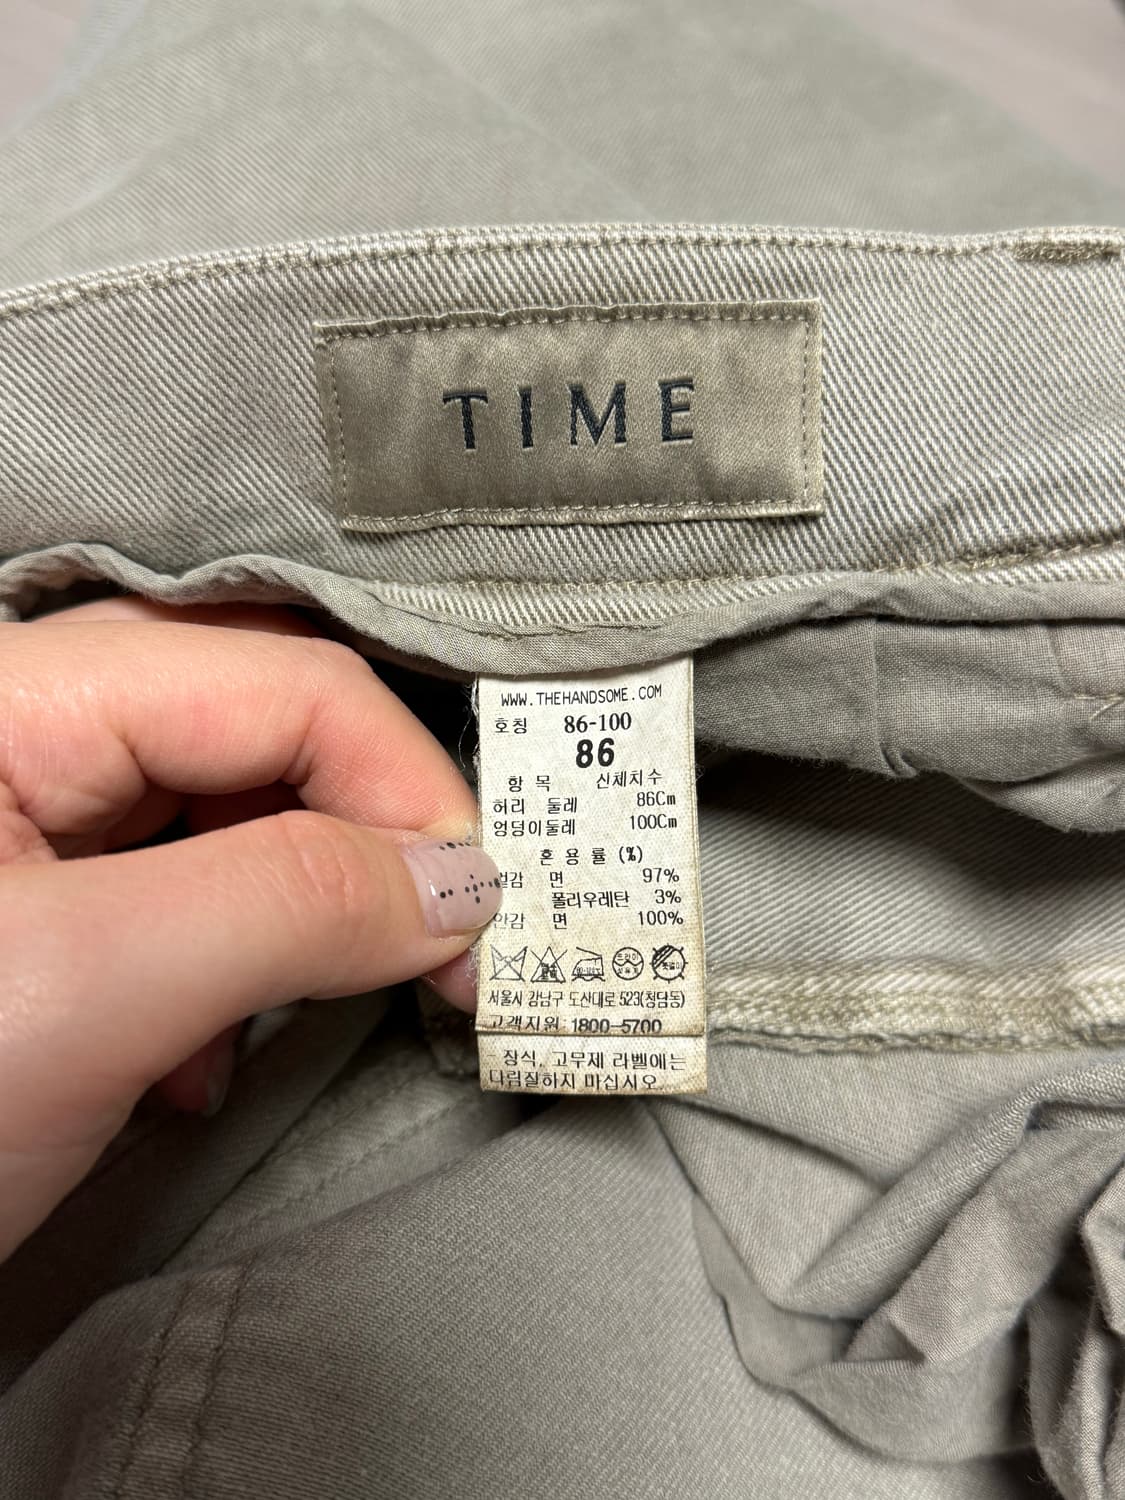 TIME
WWW.THEHANDSOME.COM
호칭 86-100
86
항 목 신체치수
허리 둘레 86Cm
엉덩이둘레 100Cm
혼 용 률 (%)
겉감 면 97%
폴리우레탄 3%
안감 면 100%
서울시 강남구 도산대로 523(청담동)
고객지원 1800-5700
- 장식, 고무제 라벨에는
다림질하지 마십시오.